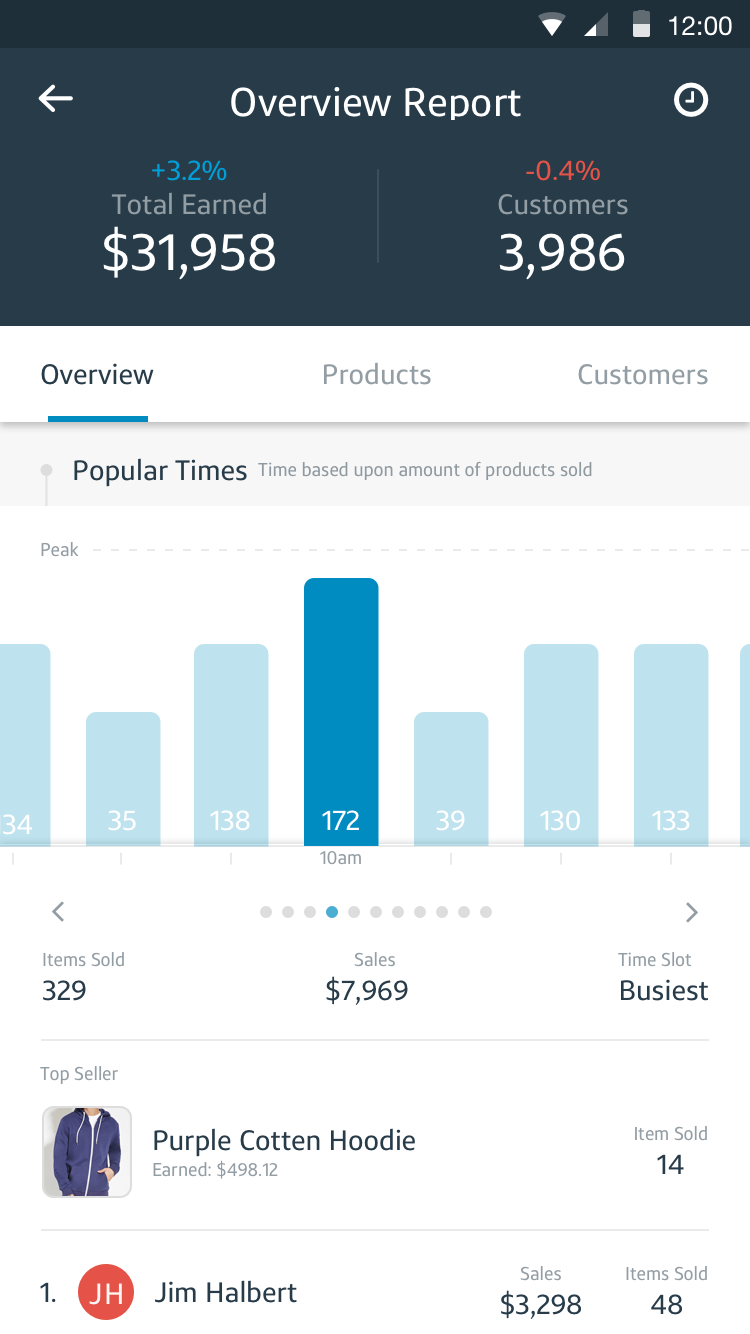 12:00
Overview Report
+3.2%
Total Earned
$31,958
-0.4%
Customers
3,986
Overview Products Customers
Popular Times Time based upon amount of products sold
Peak
34 35 138 172 39 130 133
10am
Items Sold
329
Sales
$7,969
Time Slot
Busiest
Top Seller
Purple Cotten Hoodie
Earned: $498.12
Item Sold
14
1. JH Jim Halbert
Sales
$3,298
Items Sold
48